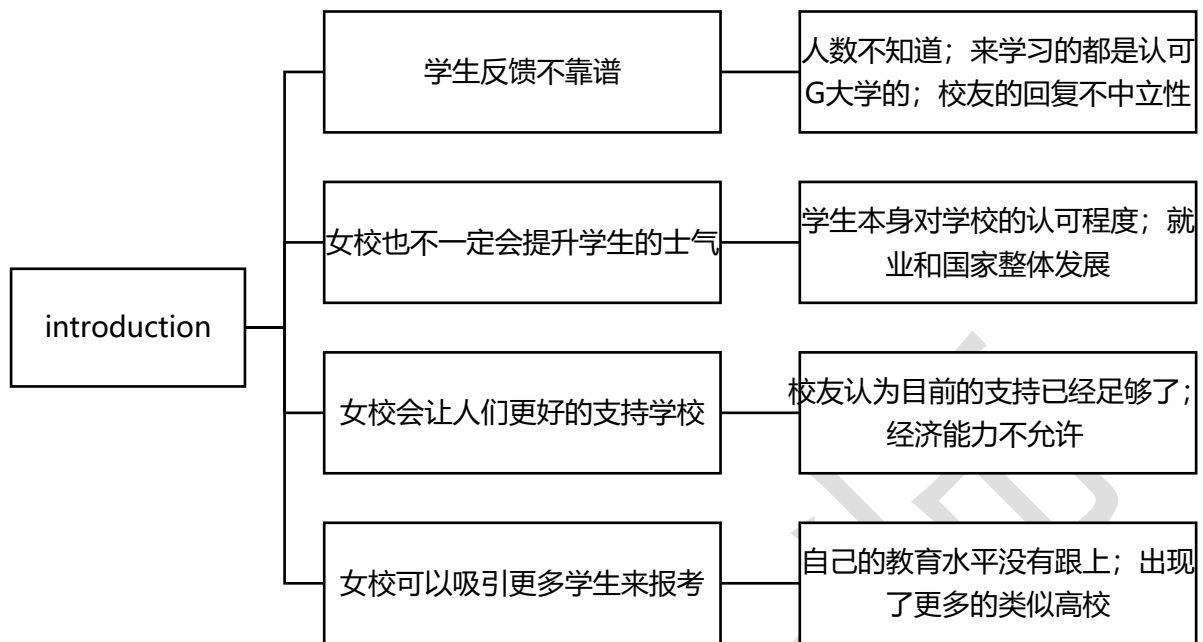 introduction
学生反馈不靠谱
人数不知道；来学习的都是认可
G大学的；校友的回复不中立性
女校也不一定会提升学生的士气
学生本身对学校的认可程度；就
业和国家整体发展
女校会让人们更好的支持学校
校友认为目前的支持已经足够了；
经济能力不允许
女校可以吸引更多学生来报考
自己的教育水平没有跟上；出现
了更多的类似高校